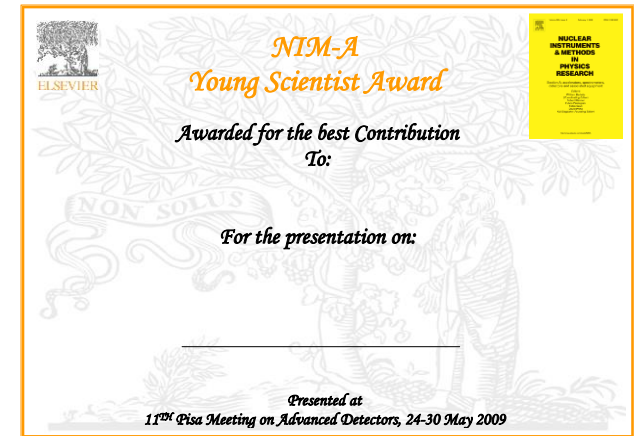 NIM-A
Young Scientist Award
ELSEVIER
NUCLEAR
INSTRUMENTS
& METHODS
IN
PHYSICS
RESEARCH
Awarded for the best Contribution
To:
NON SOLUS
For the presentation on:
Presented at
11TH Pisa Meeting on Advanced Detectors, 24-30 May 2009